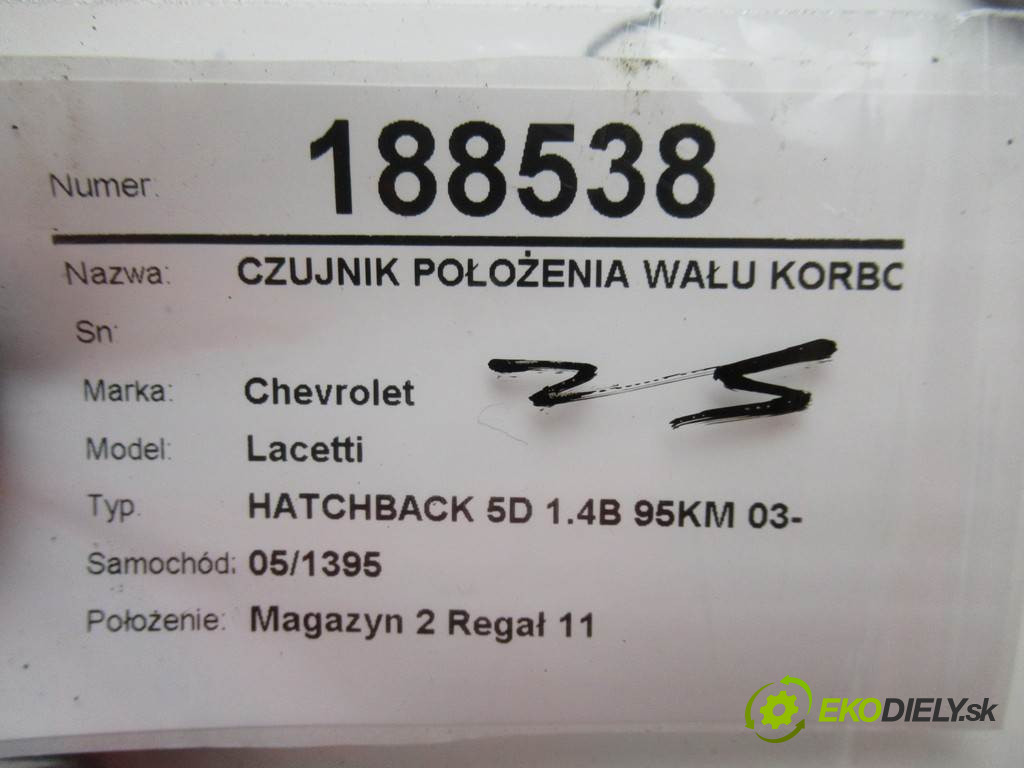 Numer: 188538
Nazwa: CZUJNIK POŁOŻENIA WAŁU KORBO
Sn:
Marka: Chevrolet
Model: Lacetti
Typ. HATCHBACK 5D 1.4B 95KM 03-
Samochód: 05/1395
Położenie: Magazyn 2 Regał 11
EKODIELY.sk